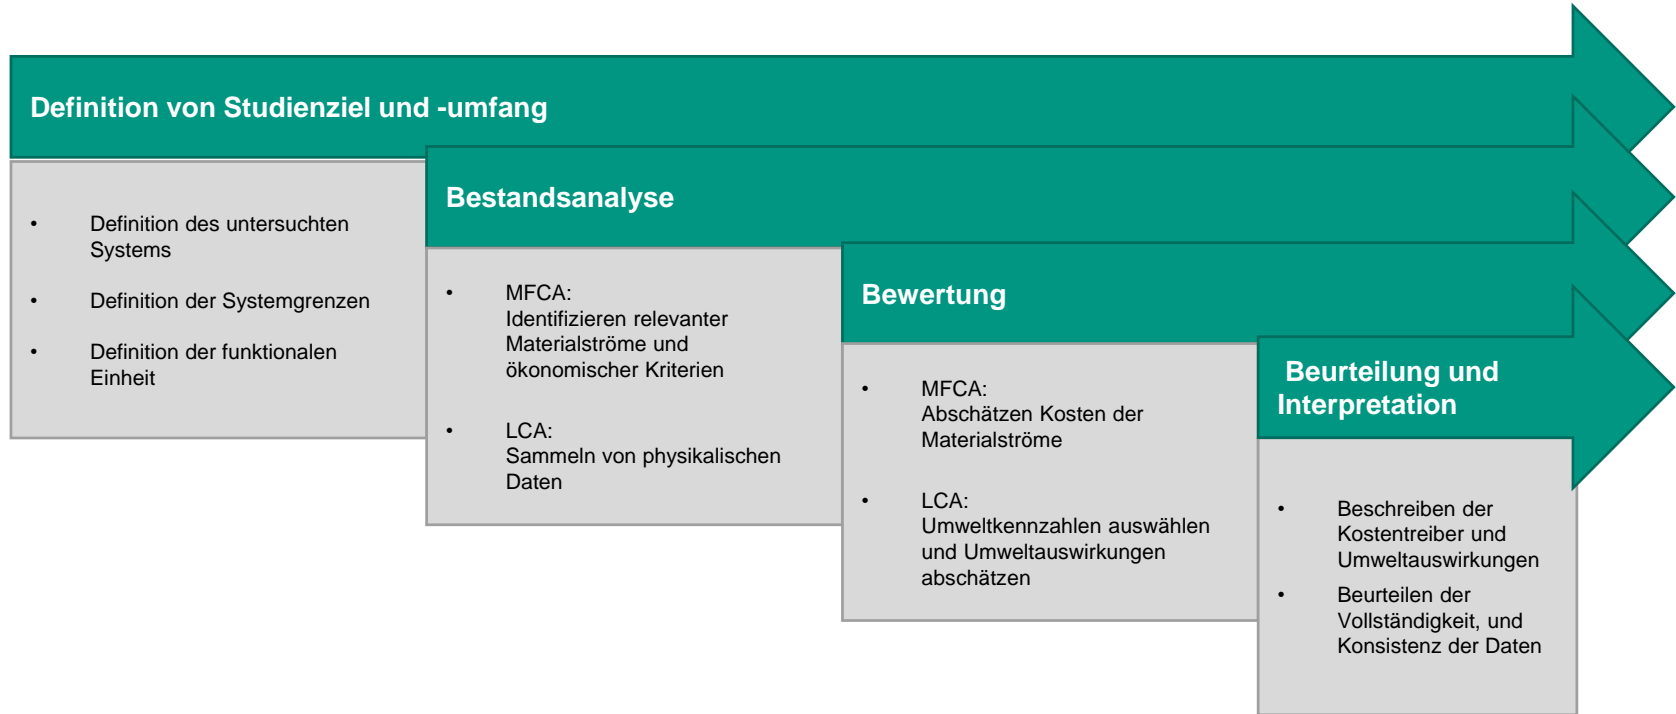 Definition von Studienziel und -umfang
• Definition des untersuchten
Systems
• Definition der Systemgrenzen
• Definition der funktionalen
Einheit
Bestandsanalyse
• MFCA:
Identifizieren relevanter
Materialströme und
ökonomischer Kriterien
• LCA:
Sammeln von physikalischen
Daten
Bewertung
• MFCA:
Abschätzen Kosten der
Materialströme
• LCA:
Umweltkennzahlen auswählen
und Umweltauswirkungen
abschätzen
Beurteilung und
Interpretation
• Beschreiben der
Kostentreiber und
Umweltauswirkungen
• Beurteilen der
Vollständigkeit, und
Konsistenz der Daten